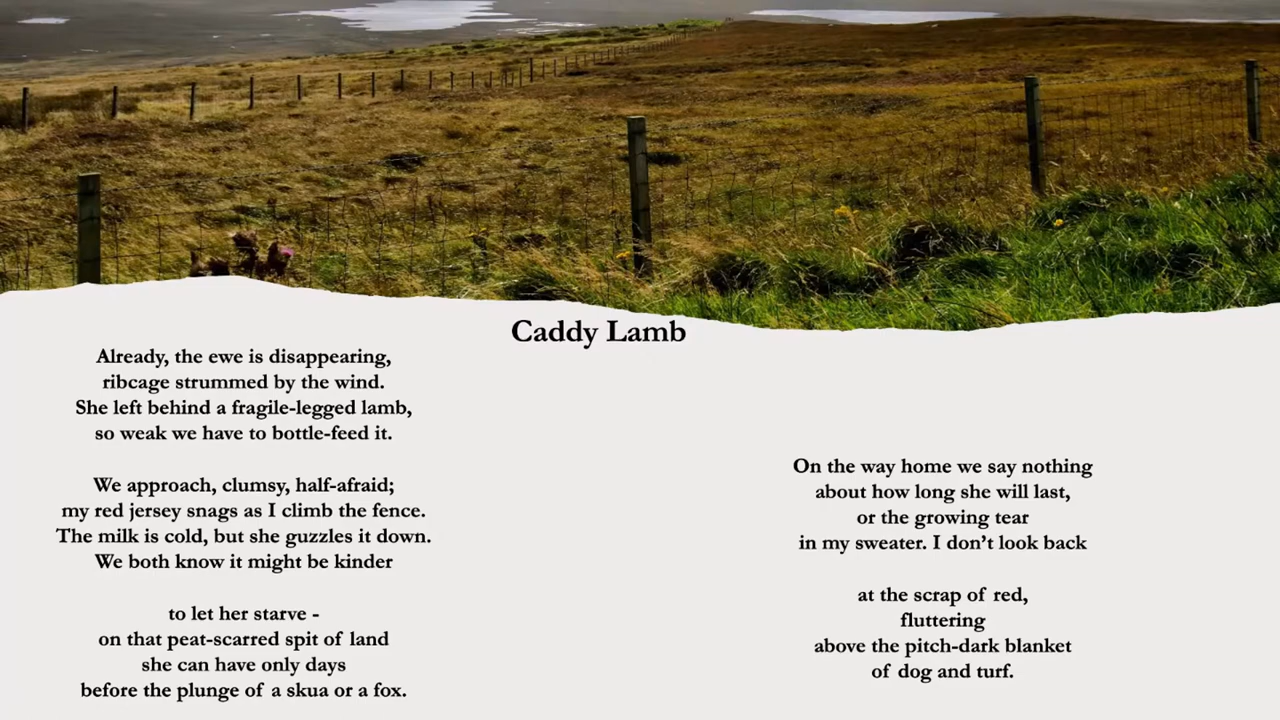 Caddy Lamb
Already, the ewe is disappearing,
ribcage strummed by the wind.
She left behind a fragile-legged lamb,
so weak we have to bottle-feed it.
We approach, clumsy, half-afraid;
my red jersey snags as I climb the fence.
The milk is cold, but she guzzles it down.
We both know it might be kinder
to let her starve -
on that peat-scarred spit of land
she can have only days
before the plunge of a skua or a fox.
On the way home we say nothing
about how long she will last,
or the growing tear
in my sweater. I don’t look back
at the scrap of red,
fluttering
above the pitch-dark blanket
of dog and turf.